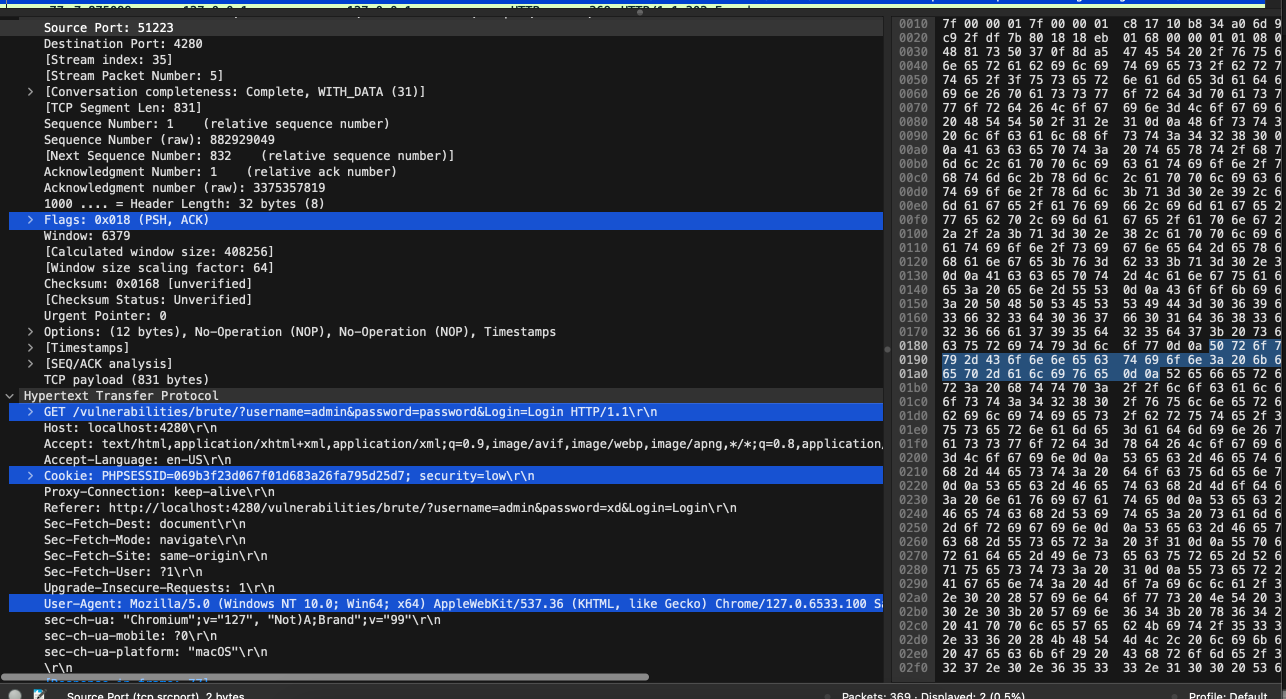 Source Port: 51223
Destination Port: 4280
[Stream index: 35]
[Stream Packet Number: 5]
[Conversation completeness: Complete, WITH_DATA (31)]
[TCP Segment Len: 831]
Sequence Number: 1    (relative sequence number)
Sequence Number (raw): 882929049
[Next Sequence Number: 832    (relative sequence number)]
Acknowledgment Number: 1    (relative ack number)
Acknowledgment number (raw): 3375357819
1000 .... = Header Length: 32 bytes (8)
Flags: 0x018 (PSH, ACK)
Window: 6379
[Calculated window size: 408256]
[Window size scaling factor: 64]
Checksum: 0x0168 [unverified]
[Checksum Status: Unverified]
Urgent Pointer: 0
Options: (12 bytes), No-Operation (NOP), No-Operation (NOP), Timestamps
[Timestamps]
[SEQ/ACK analysis]
TCP payload (831 bytes)
Hypertext Transfer Protocol
GET /vulnerabilities/brute/?username=admin&password=password&Login=Login HTTP/1.1\r\n
Host: localhost:4280\r\n
Accept: text/html,application/xhtml+xml,application/xml;q=0.9,image/avif,image/webp,image/apng,*/*;q=0.8,application,
Accept-Language: en-US\r\n
Cookie: PHPSESSID=069b3f23d067f01d683a26fa795d25d7; security=low\r\n
Proxy-Connection: keep-alive\r\n
Referer: http://localhost:4280/vulnerabilities/brute/?username=admin&password=xd&Login=Login\r\n
Sec-Fetch-Dest: document\r\n
Sec-Fetch-Mode: navigate\r\n
Sec-Fetch-Site: same-origin\r\n
Sec-Fetch-User: ?1\r\n
Upgrade-Insecure-Requests: 1\r\n
User-Agent: Mozilla/5.0 (Windows NT 10.0; Win64; x64) AppleWebKit/537.36 (KHTML, like Gecko) Chrome/127.0.6533.100 Sa
sec-ch-ua: "Chromium";v="127", "Not)A;Brand";v="99"\r\n
sec-ch-ua-mobile: ?0\r\n
sec-ch-ua-platform: "macOS"\r\n
\r\n
0010 7f 00 00 01 7f 00 00 01 c8 17 10 b8 34 a0 6d 9
0020 c9 2f df 7b 80 18 18 eb 01 68 00 00 01 01 08 0
0030 48 81 73 50 37 0f 8d a5 47 45 54 20 2f 76 75 6
0040 6e 65 72 61 62 69 6c 69 74 69 65 73 2f 62 72 7
0050 74 65 2f 3f 75 73 65 72 6e 61 6d 65 3d 61 64 6
0060 69 6e 26 70 61 73 73 77 6f 72 64 3d 70 61 73 7
0070 77 6f 72 64 26 4c 6f 67 69 6e 3d 4c 6f 67 69 6
0080 20 48 54 54 50 2f 31 2e 31 0d 0a 48 6f 73 74 3
0090 20 6c 6f 63 61 6c 68 6f 73 74 3a 34 32 38 30 0
00a0 0a 41 63 63 65 70 74 3a 20 74 65 78 74 2f 68 7
00b0 6d 6c 2c 61 70 70 6c 69 63 61 74 69 6f 6e 2f 7
00c0 68 74 6d 6c 2b 78 6d 6c 2c 61 70 70 6c 69 63 6
00d0 74 69 6f 6e 2f 78 6d 6c 3b 71 3d 30 2e 39 2c 6
00e0 6d 61 67 65 2f 61 76 69 66 2c 69 6d 61 67 65 2
00f0 77 65 62 70 2c 69 6d 61 67 65 2f 61 70 6e 67 2
0100 2a 2f 2a 3b 71 3d 30 2e 38 2c 61 70 70 6c 69 6
0110 61 74 69 6f 6e 2f 73 69 67 6e 65 64 2d 65 78 6
0120 68 61 6e 67 65 3b 76 3d 62 33 3b 71 3d 30 2e 3
0130 0d 0a 41 63 63 65 70 74 2d 4c 61 6e 67 75 61 6
0140 65 3a 20 65 6e 2d 55 53 0d 0a 43 6f 6f 6b 69 6
0150 3a 20 50 48 50 53 45 53 53 49 44 3d 30 36 39 6
0160 33 66 32 33 64 30 36 37 66 30 31 64 36 38 33 6
0170 32 36 66 61 37 39 35 64 32 35 64 37 3b 20 73 6
0180 63 75 72 69 74 79 3d 6c 6f 77 0d 0a 50 72 6f 7
0190 79 2d 43 6f 6e 6e 65 63 74 69 6f 6e 3a 20 6b 6
01a0 65 70 2d 61 6c 69 76 65 0d 0a 52 65 66 65 72 6
01b0 72 3a 20 68 74 74 70 3a 2f 2f 6c 6f 63 61 6c 6
01c0 6f 73 74 3a 34 32 38 30 2f 76 75 6c 6e 65 72 6
01d0 62 69 6c 69 74 69 65 73 2f 62 72 75 74 65 2f 3
01e0 75 73 65 72 6e 61 6d 65 3d 61 64 6d 69 6e 26 7
01f0 61 73 73 77 6f 72 64 3d 78 64 26 4c 6f 67 69 6
0200 3d 4c 6f 67 69 6e 0d 0a 53 65 63 2d 46 65 74 6
0210 68 2d 44 65 73 74 3a 20 64 6f 63 75 6d 65 6e 7
0220 0d 0a 53 65 63 2d 46 65 74 63 68 2d 4d 6f 64 6
0230 3a 20 6e 61 76 69 67 61 74 65 0d 0a 53 65 63 2
0240 46 65 74 63 68 2d 53 69 74 65 3a 20 73 61 6d 6
0250 2d 6f 72 69 67 69 6e 0d 0a 53 65 63 2d 46 65 7
0260 63 68 2d 55 73 65 72 3a 20 3f 31 0d 0a 55 70 6
0270 72 61 64 65 2d 49 6e 73 65 63 75 72 65 2d 52 6
0280 71 75 65 73 74 73 3a 20 31 0d 0a 55 73 65 72 2
0290 41 67 65 6e 74 3a 20 4d 6f 7a 69 6c 6c 61 2f 3
02a0 2e 30 20 28 57 69 6e 64 6f 77 73 20 4e 54 20 3
02b0 30 2e 30 3b 20 57 69 6e 36 34 3b 20 78 36 34 2
02c0 20 41 70 70 6c 65 57 65 62 4b 69 74 2f 35 33 3
02d0 2e 33 36 20 28 4b 48 54 4d 4c 2c 20 6c 69 6b 6
02e0 20 47 65 63 6b 6f 29 20 43 68 72 6f 6d 65 2f 3
02f0 32 37 2e 30 2e 36 35 33 33 2e 31 30 30 20 53 6
Source Port (tcp.srcport), 2 bytes
Packets: 369 · Displayed: 2 (0.5%)
Profile: Default